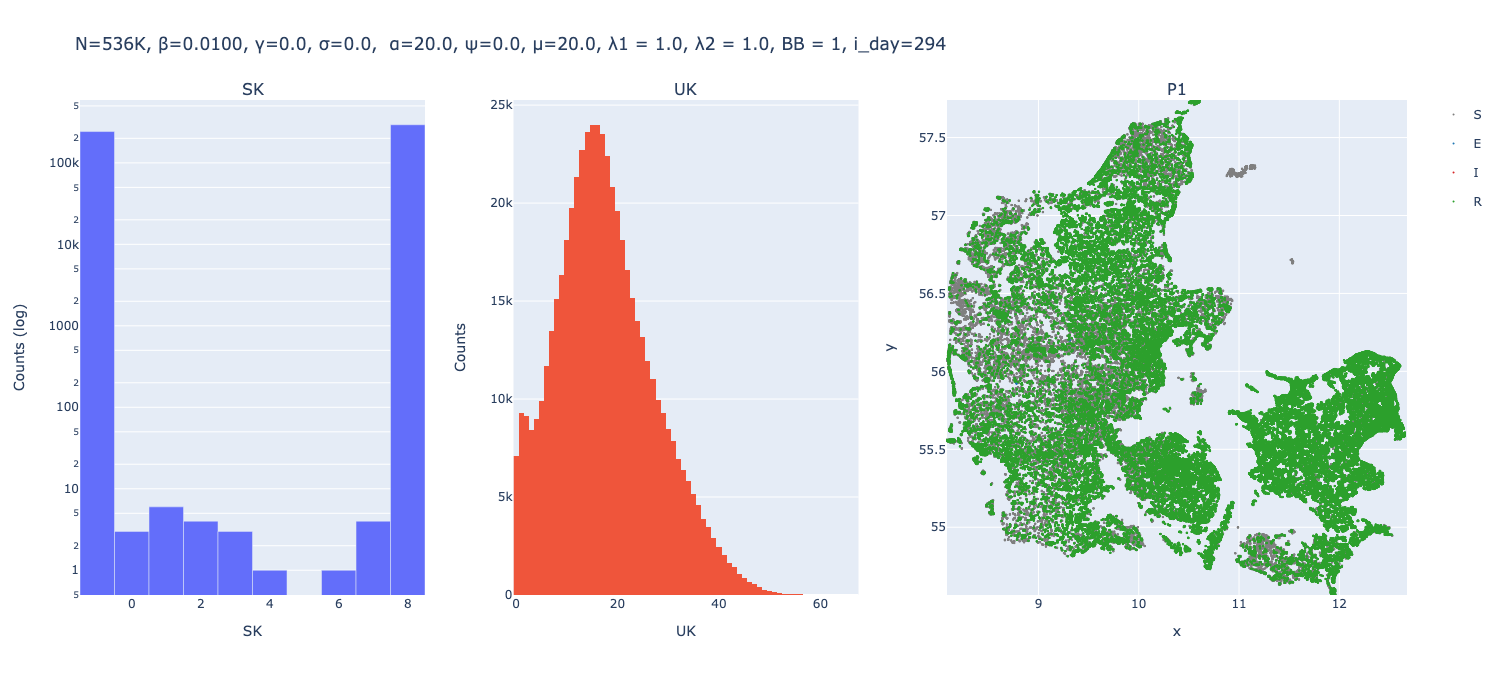 N=536K, β=0.0100, γ=0.0, σ=0.0, α=20.0, ψ=0.0, μ=20.0, λ1 = 1.0, λ2 = 1.0, BB = 1, i_day=294
SK
UK
P1
5
2
100k
5
2
10k
5
2
1000
5
2
100
5
2
10
5
2
1
5
Counts (log)
0
2
4
6
8
SK
25k
20k
15k
10k
5k
0
Counts
0
20
40
60
UK
57.5
57
56.5
56
55.5
55
y
9
10
11
12
x
S
E
I
R